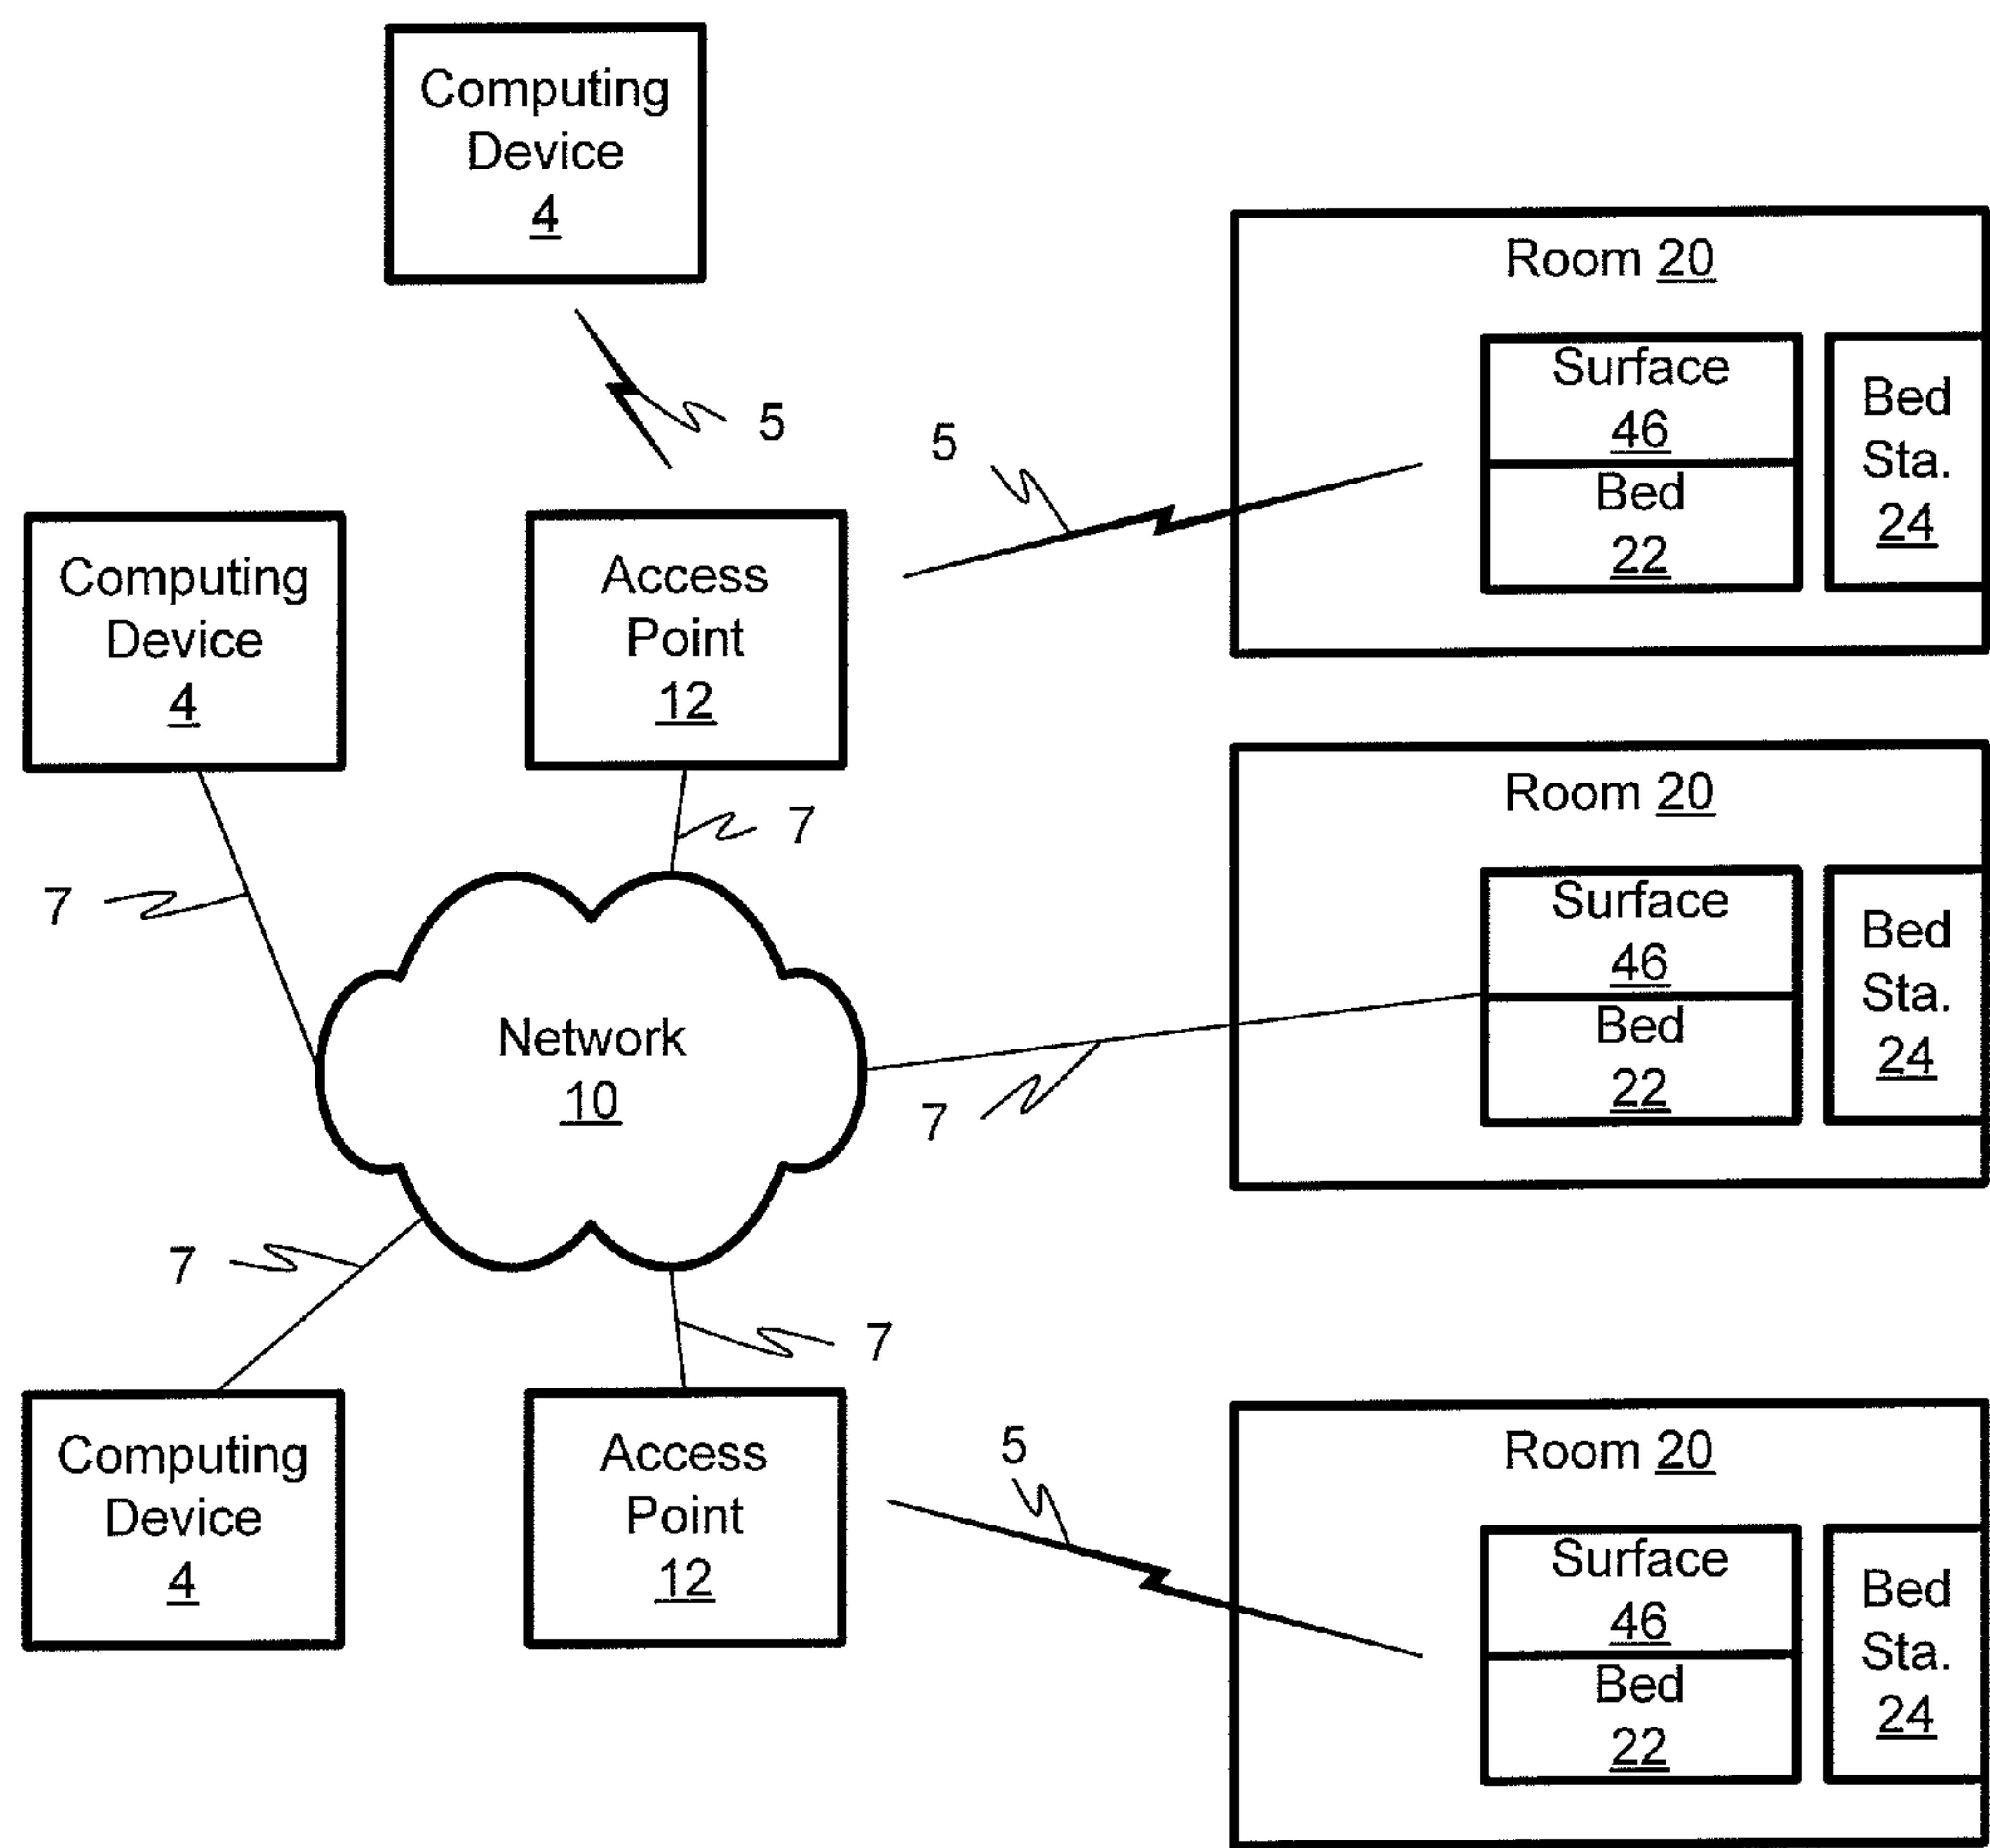 Computing
Device
4
5
5
Room 20
Surface
46
Bed
22
Bed
Sta.
24
Computing
Device
4
Access
Point
12
7
7
Room 20
Surface
46
Bed
22
Bed
Sta.
24
Network
10
7
7
7
Computing
Device
4
Access
Point
12
5
Room 20
Surface
46
Bed
22
Bed
Sta.
24